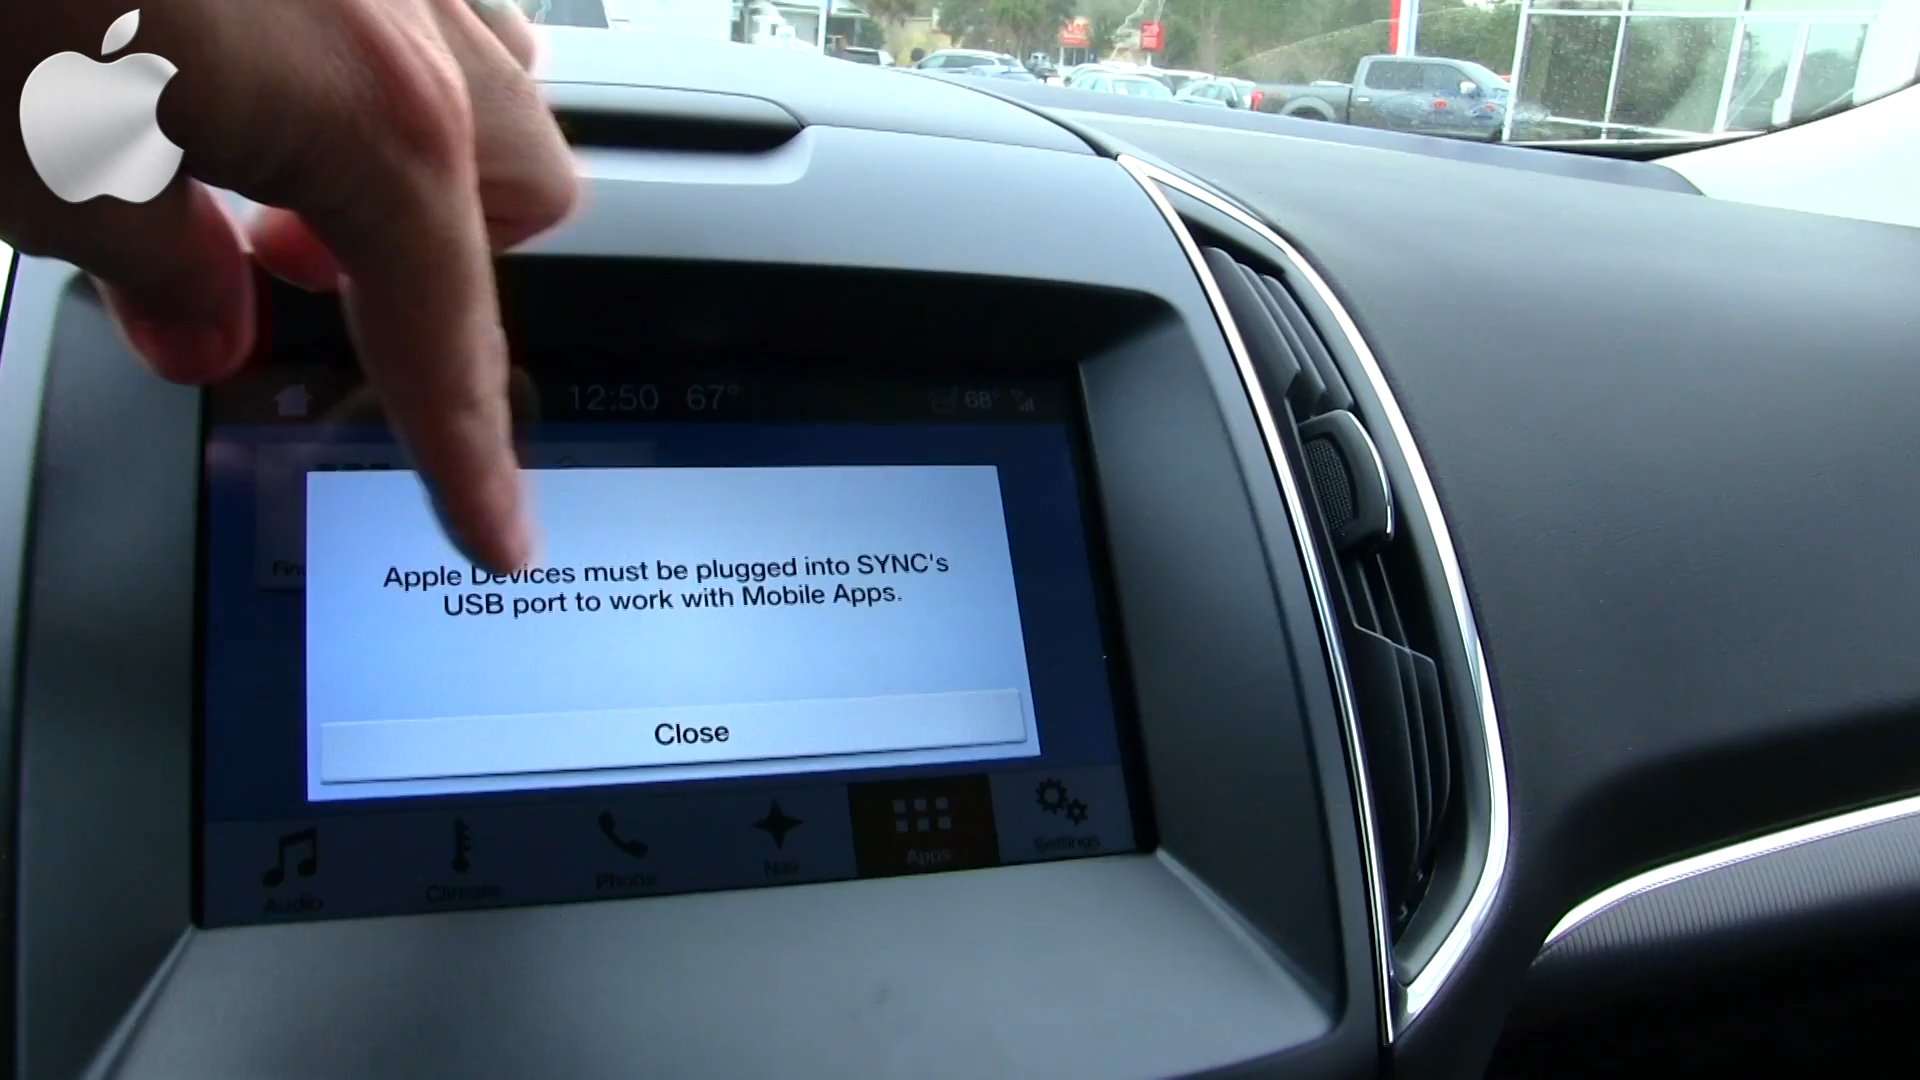 12:50 67° 68°
Apple Devices must be plugged into SYNC's
USB port to work with Mobile Apps.
Close
Audio Climate Phone Nav Apps Settings